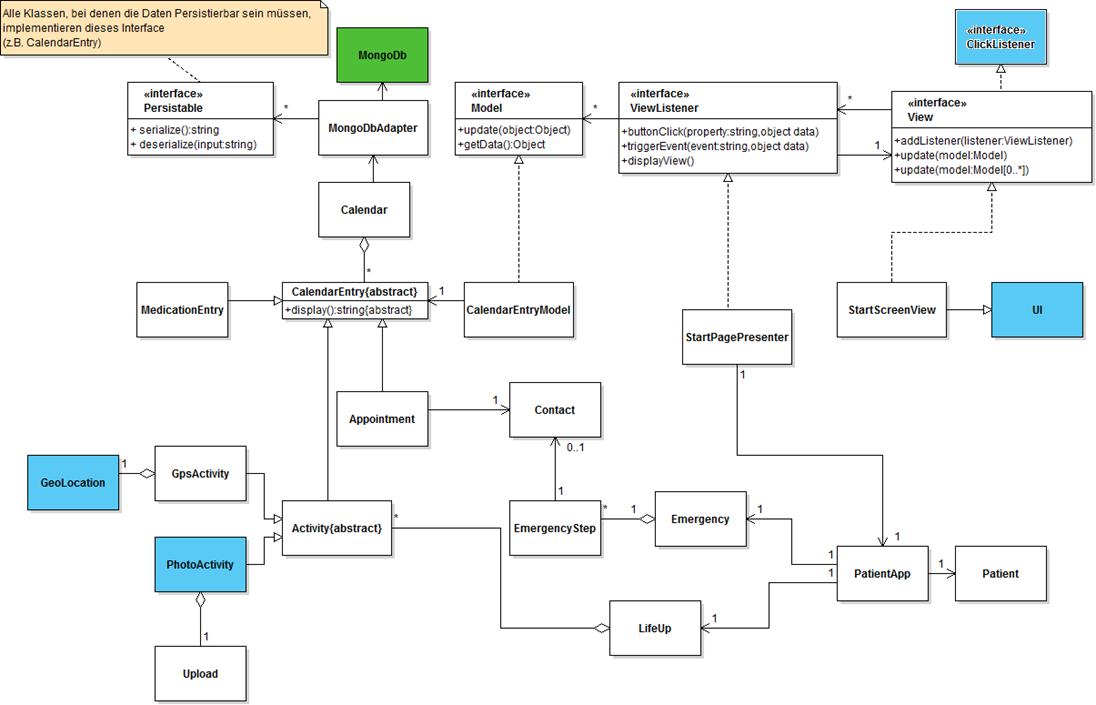 Alle Klassen, bei denen die Daten Persistierbar sein müssen,
implementieren dieses Interface
(z.B. CalendarEntry)
MongoDb
«interface»
ClickListener
«interface»
Persistable
+ serialize():string
+ deserialize(input:string)
*
MongoDbAdapter
«interface»
Model
+update(object:Object)
+getData():Object
*
«interface»
ViewListener
+buttonClick(property:string,object data)
+triggerEvent(event:string,object data)
+displayView()
*
1
«interface»
View
+addListener(listener:ViewListener)
+update(model:Model)
+update(model:Model[0..*])
Calendar
*
MedicationEntry
CalendarEntry{abstract}
+display():string{abstract}
1
CalendarEntryModel
StartPagePresenter
1
StartScreenView
UI
Appointment
1
Contact
0..1
GeoLocation
1
GpsActivity
Activity{abstract}
*
1
EmergencyStep
*
1
Emergency
1
1
PhotoActivity
1
1
PatientApp
1
Patient
1
Upload
LifeUp
1